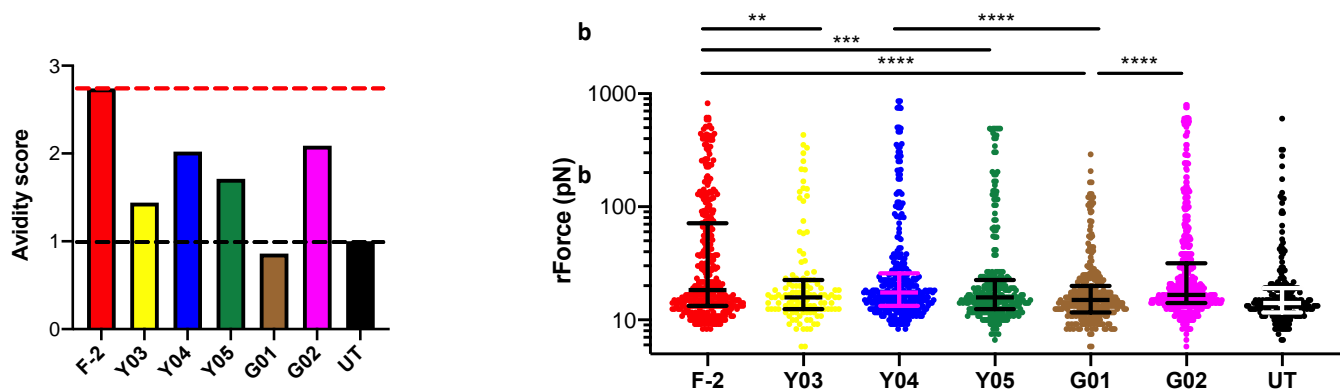 Avidity score
3
2
1
0
F-2 Y03 Y04 Y05 G01 G02 UT
b
b
** ****
***
**** ****
rForce (pN)
1000
100
10
F-2 Y03 Y04 Y05 G01 G02 UT